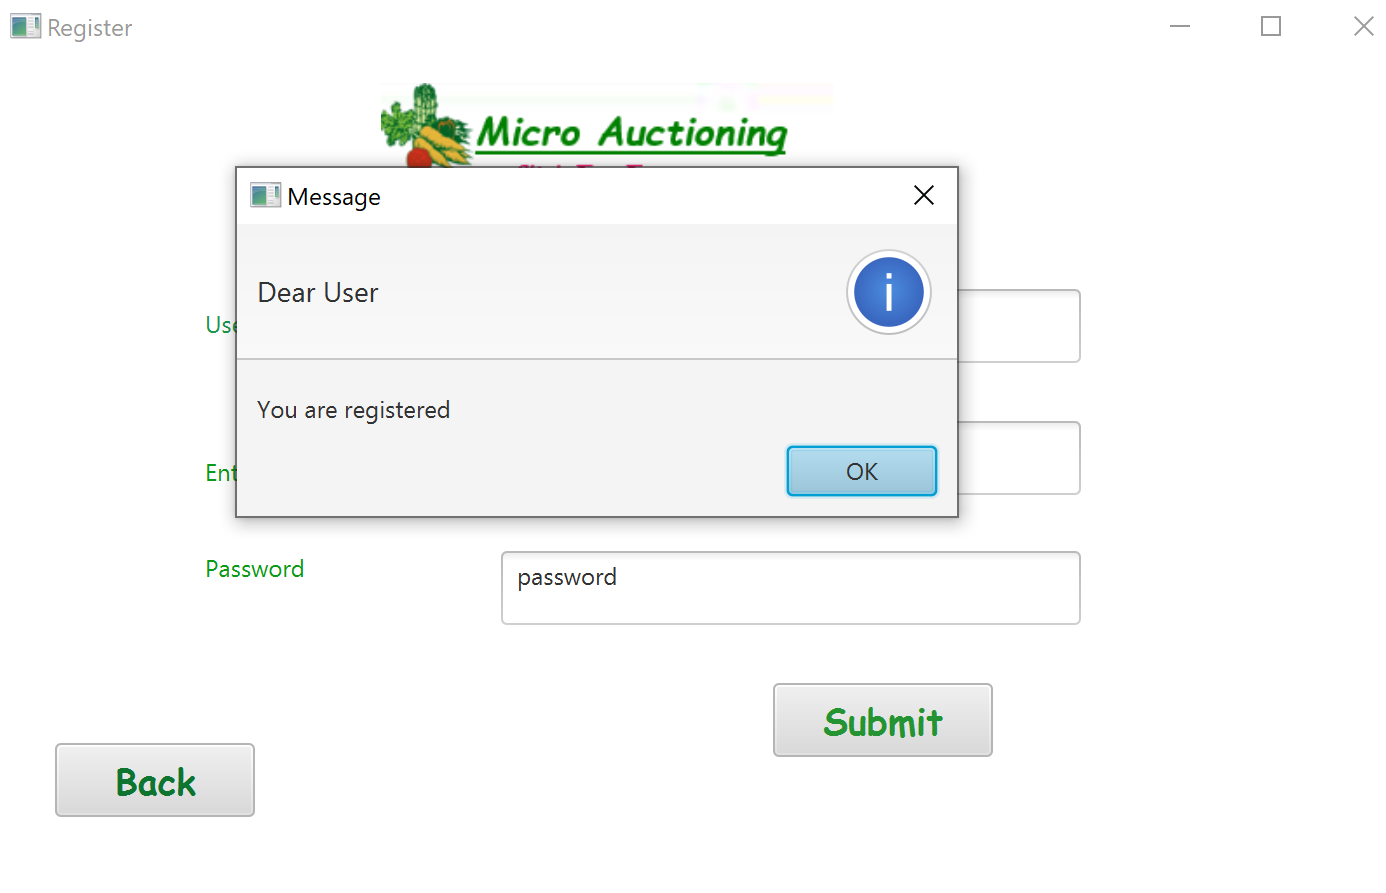 Register
Micro Auctioning
Message
Dear User
You are registered
OK
Password
password
Submit
Back